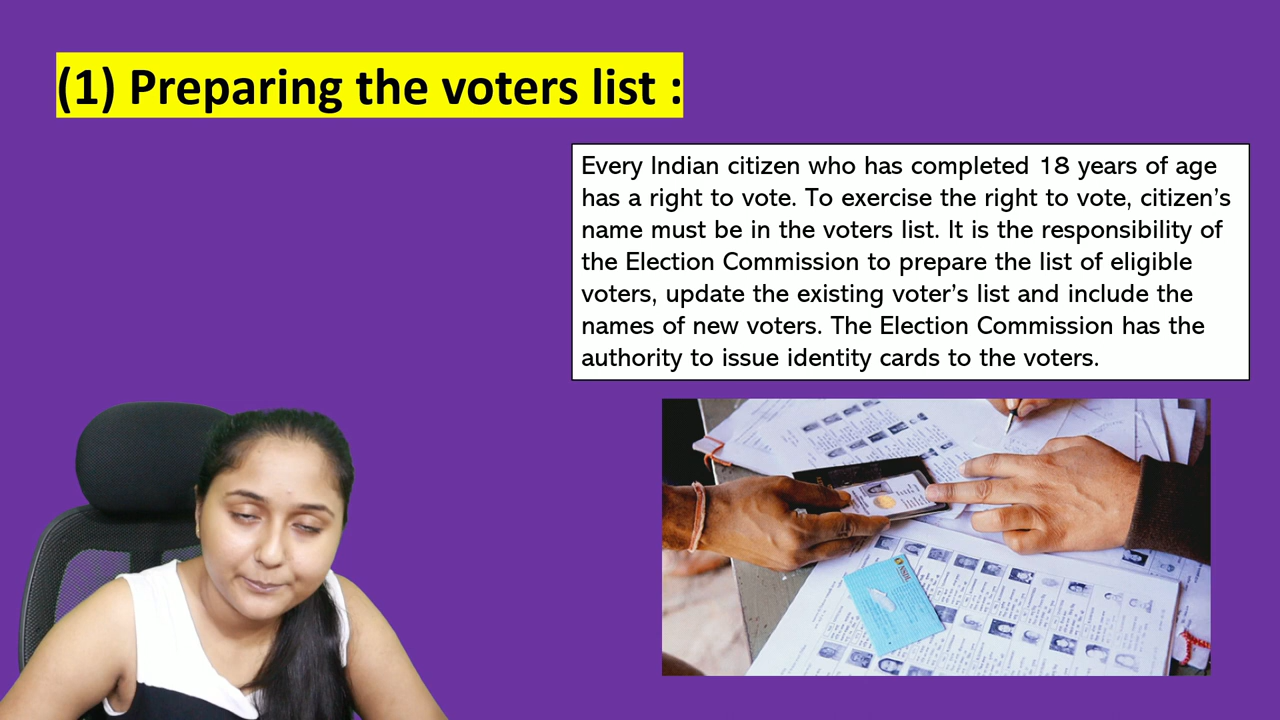 (1) Preparing the voters list :
Every Indian citizen who has completed 18 years of age
has a right to vote. To exercise the right to vote, citizen's
name must be in the voters list. It is the responsibility of
the Election Commission to prepare the list of eligible
voters, update the existing voter's list and include the
names of new voters. The Election Commission has the
authority to issue identity cards to the voters.
NSDL